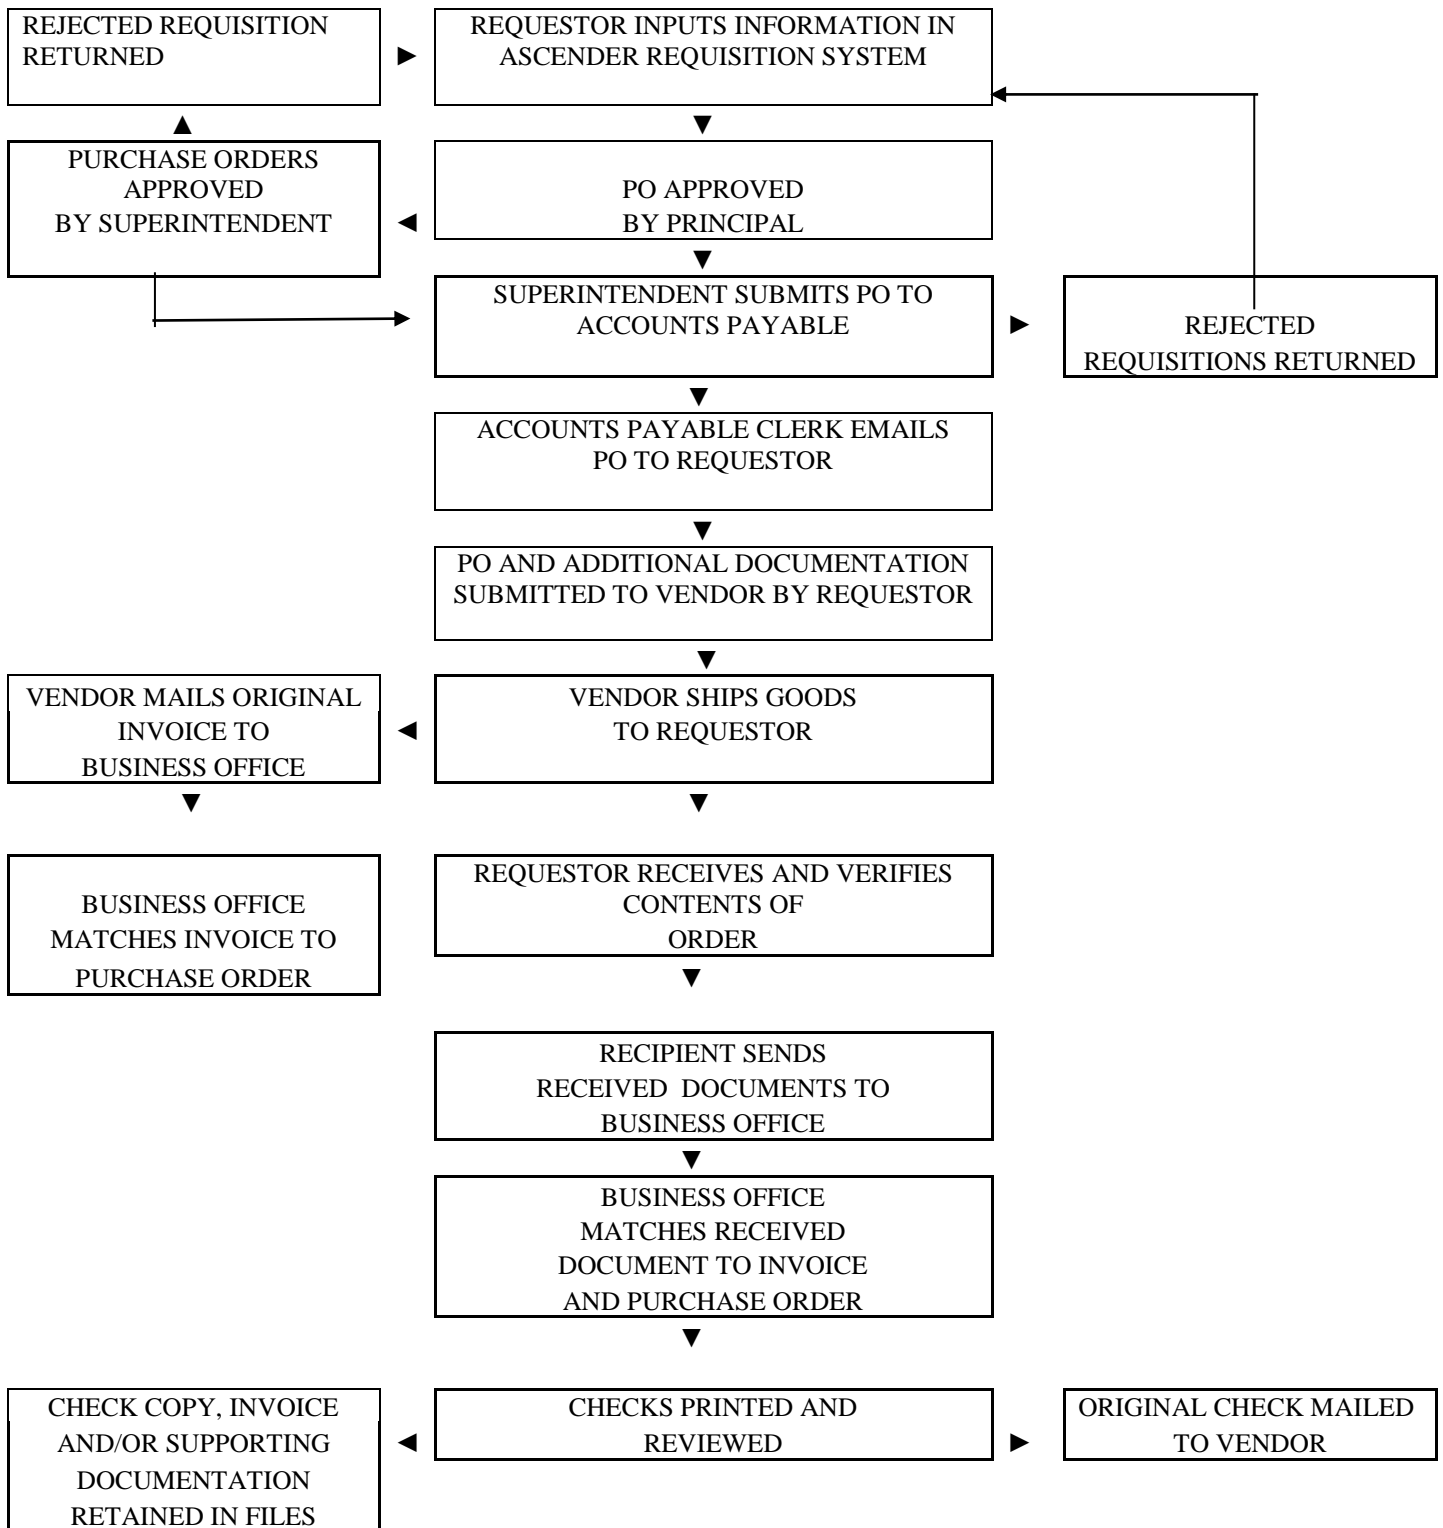 REJECTED REQUISITION
RETURNED
REQUESTOR INPUTS INFORMATION IN
ASCENDER REQUISITION SYSTEM
PURCHASE ORDERS
APPROVED
BY SUPERINTENDENT
PO APPROVED
BY PRINCIPAL
SUPERINTENDENT SUBMITS PO TO
ACCOUNTS PAYABLE
REJECTED
REQUISITIONS RETURNED
ACCOUNTS PAYABLE CLERK EMAILS
PO TO REQUESTOR
PO AND ADDITIONAL DOCUMENTATION
SUBMITTED TO VENDOR BY REQUESTOR
VENDOR MAILS ORIGINAL
INVOICE TO
BUSINESS OFFICE
VENDOR SHIPS GOODS
TO REQUESTOR
BUSINESS OFFICE
MATCHES INVOICE TO
PURCHASE ORDER
REQUESTOR RECEIVES AND VERIFIES
CONTENTS OF
ORDER
RECIPIENT SENDS
RECEIVED DOCUMENTS TO
BUSINESS OFFICE
BUSINESS OFFICE
MATCHES RECEIVED
DOCUMENT TO INVOICE
AND PURCHASE ORDER
CHECK COPY, INVOICE
AND/OR SUPPORTING
DOCUMENTATION
RETAINED IN FILES
CHECKS PRINTED AND
REVIEWED
ORIGINAL CHECK MAILED
TO VENDOR